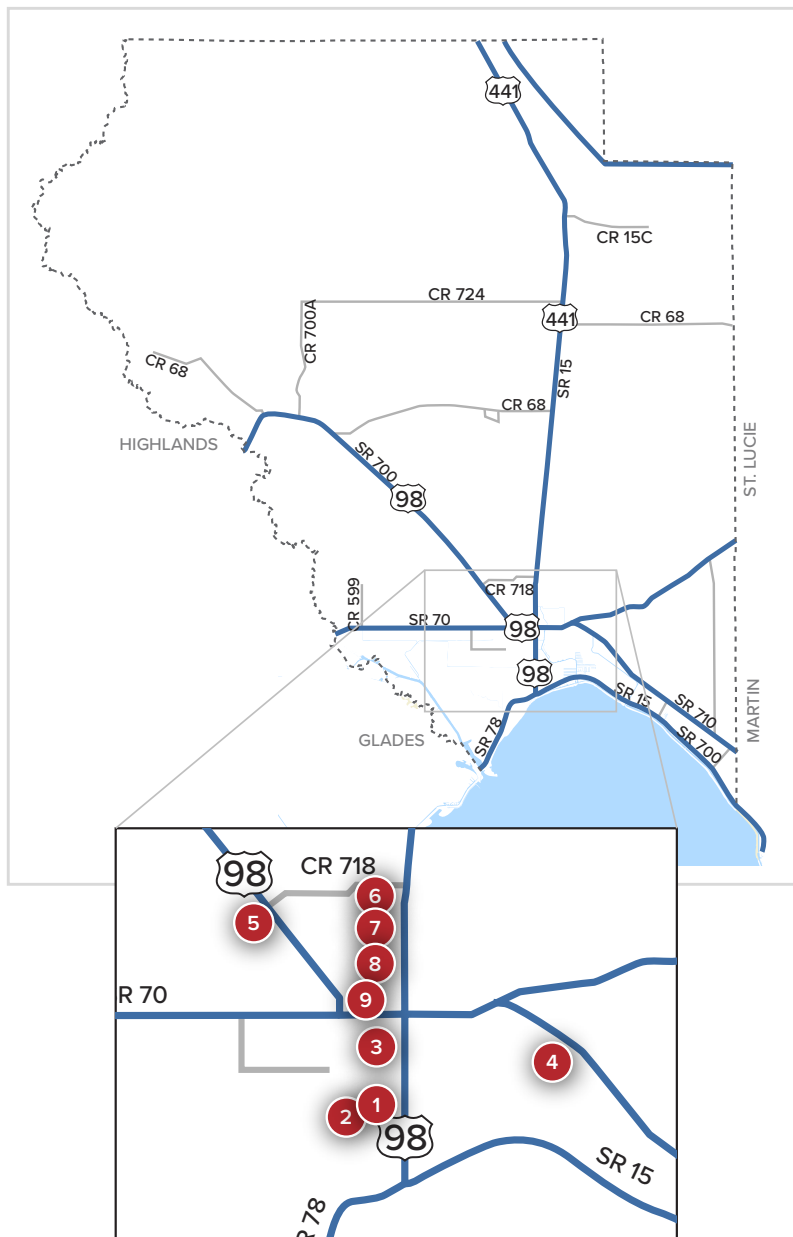 441
CR 15C
CR 724
441
CR 68
CR 700A
SR 15
CR 68
CR 68
HIGHLANDS
SR 700
98
ST. LUCIE
CR 718
CR 599
SR 70
98
98
SR 15
SR 710
SR 700
MARTIN
GLADES
SR 78
CR 718
98
6
5
7
8
R 70
9
3
4
1
2
98
SR 15
R 78